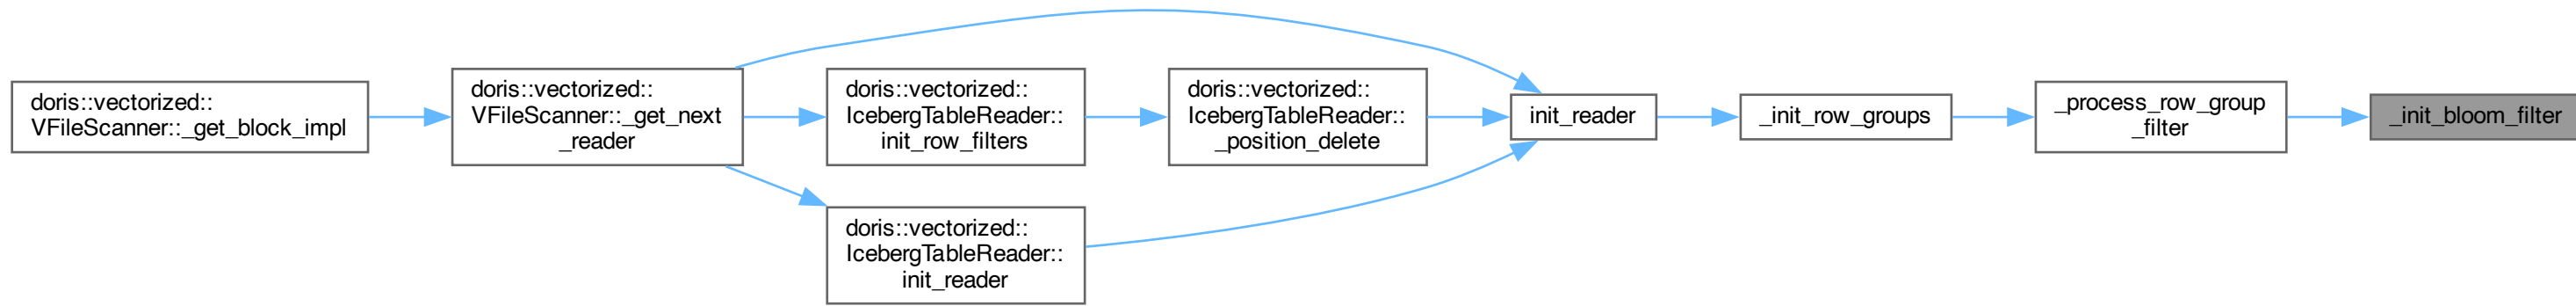 doris::vectorized::
VFileScanner::_get_block_impl
doris::vectorized::
VFileScanner::_get_next
_reader
doris::vectorized::
IcebergTableReader::
init_row_filters
doris::vectorized::
IcebergTableReader::
_position_delete
doris::vectorized::
IcebergTableReader::
init_reader
init_reader
_init_row_groups
_process_row_group
_filter
_init_bloom_filter